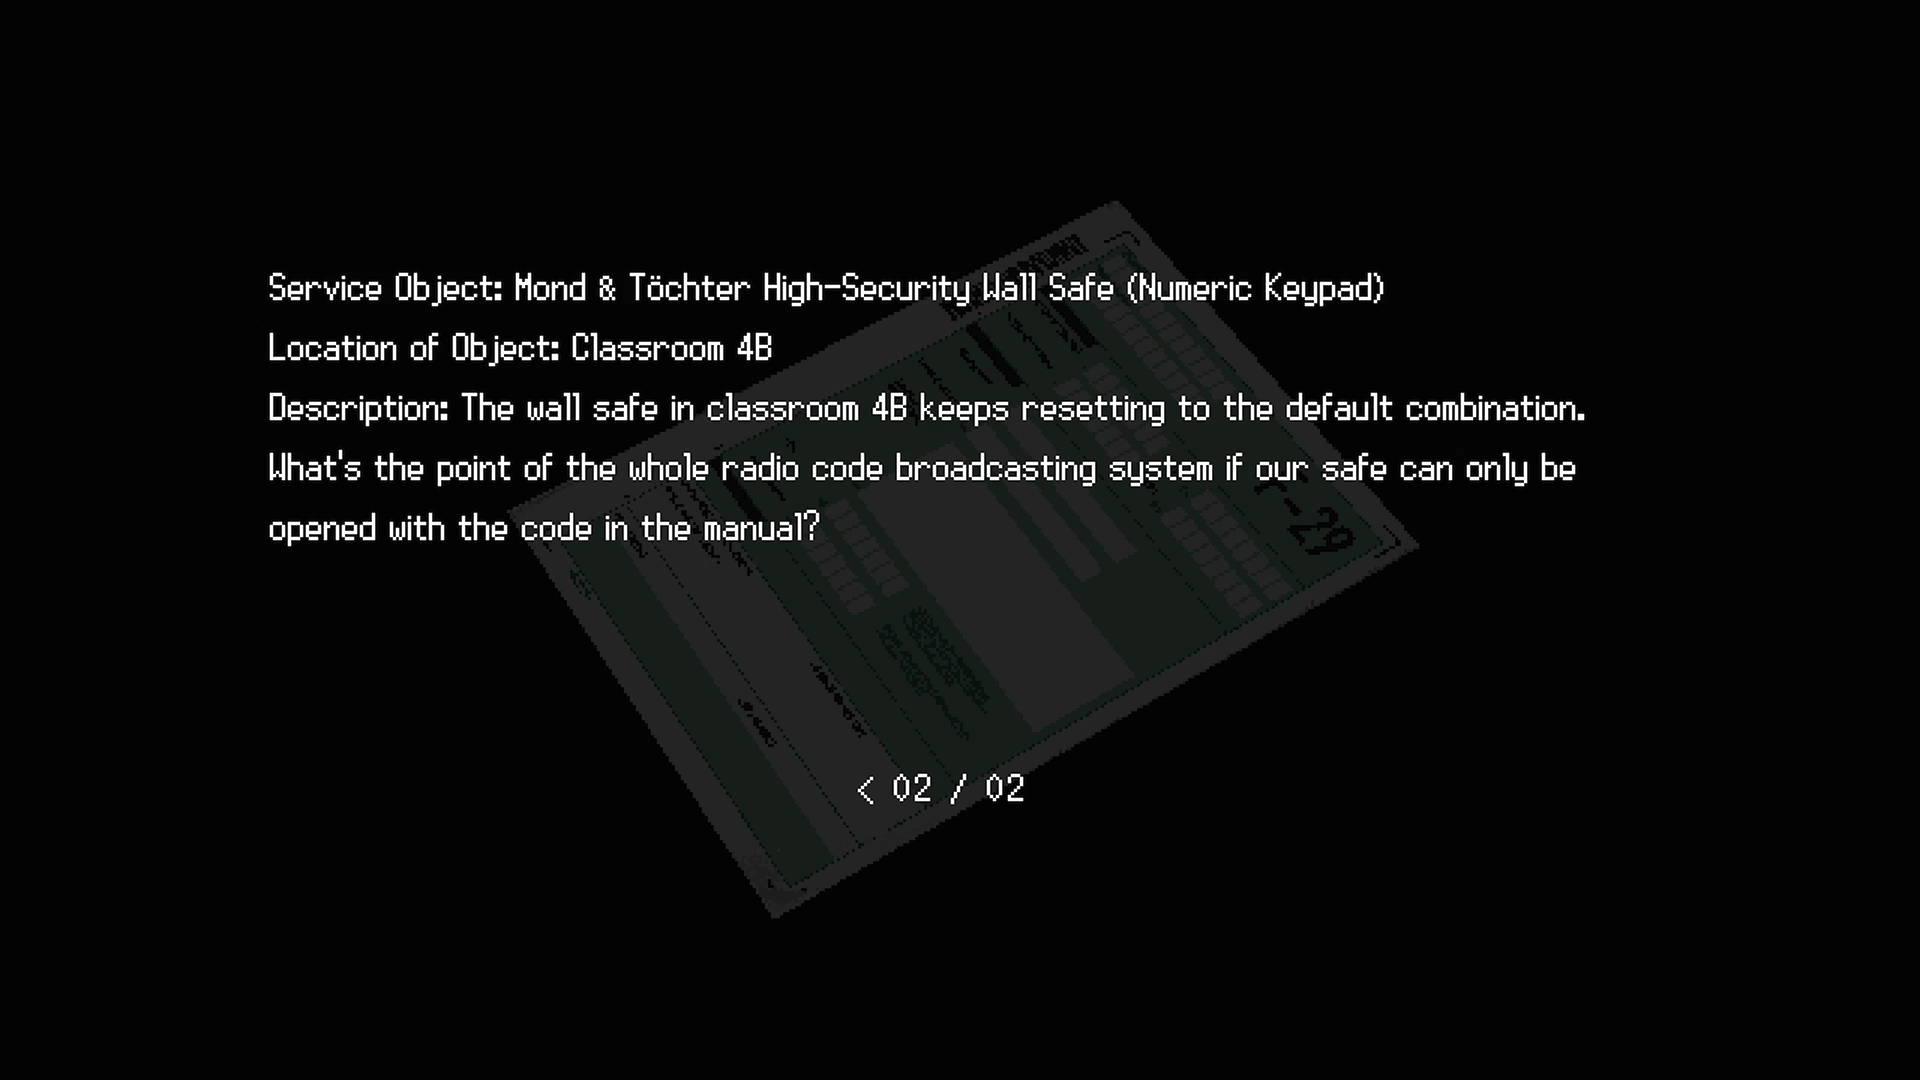 Service Object: Mond & Töchter High-Security Wall Safe (Numeric Keypad)
Location of Object: Classroom 4B
Description: The wall safe in classroom 4B keeps resetting to the default combination.
What's the point of the whole radio code broadcasting system if our safe can only be
opened with the code in the manual?
< 02 / 02